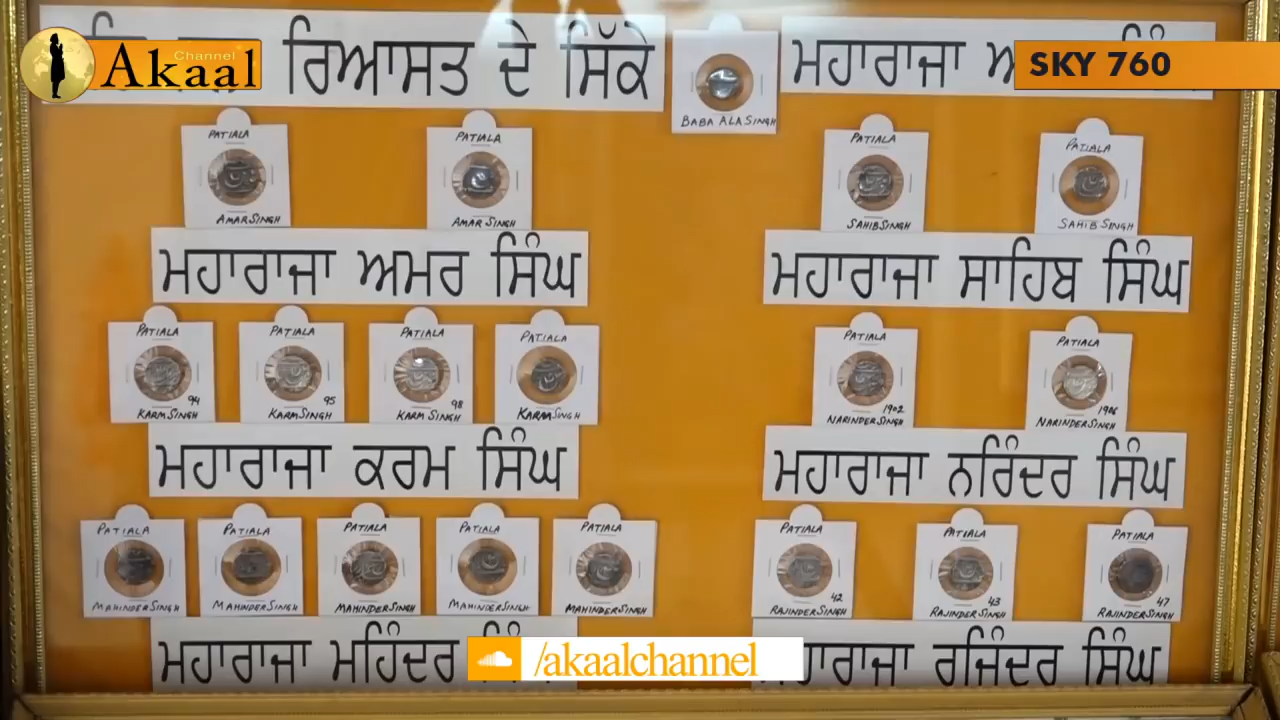 Akaal
Channel
ਰਿਆਸਤ ਦੇ ਸਿੱਕੇ
BABA ALA SINGH
ਮਹਾਰਾਜਾ
SKY 760
PATIALA
AMAR SINGH
PATIALA
AMAR SINGH
PATIALA
SAHIB SINGH
PATIALA
SAHIB SINGH
ਮਹਾਰਾਜਾ ਅਮਰ ਸਿੰਘ
ਮਹਾਰਾਜਾ ਸਾਹਿਬ ਸਿੰਘ
PATIALA
94
KARM SINGH
PATIALA
95
KARM SINGH
PATIALA
98
KARM SINGH
PATIALA
KARAM SINGH
PATIALA
1902
NARINDER SINGH
PATIALA
1906
NARINDER SINGH
ਮਹਾਰਾਜਾ ਕਰਮ ਸਿੰਘ
ਮਹਾਰਾਜਾ ਨਰਿੰਦਰ ਸਿੰਘ
PATIALA
MAHINDER SINGH
PATIALA
MAHINDER SINGH
PATIALA
MAHINDER SINGH
PATIALA
MAHINDER SINGH
PATIALA
MAHINDER SINGH
PATIALA
42
RAJINDER SINGH
PATIALA
43
RAJINDER SINGH
PATIALA
47
RAJINDER SINGH
ਮਹਾਰਾਜਾ ਮਹਿੰਦਰ ਸਿੰਘ
ਮਹਾਰਾਜਾ ਰਜਿੰਦਰ ਸਿੰਘ
/akaalchannel